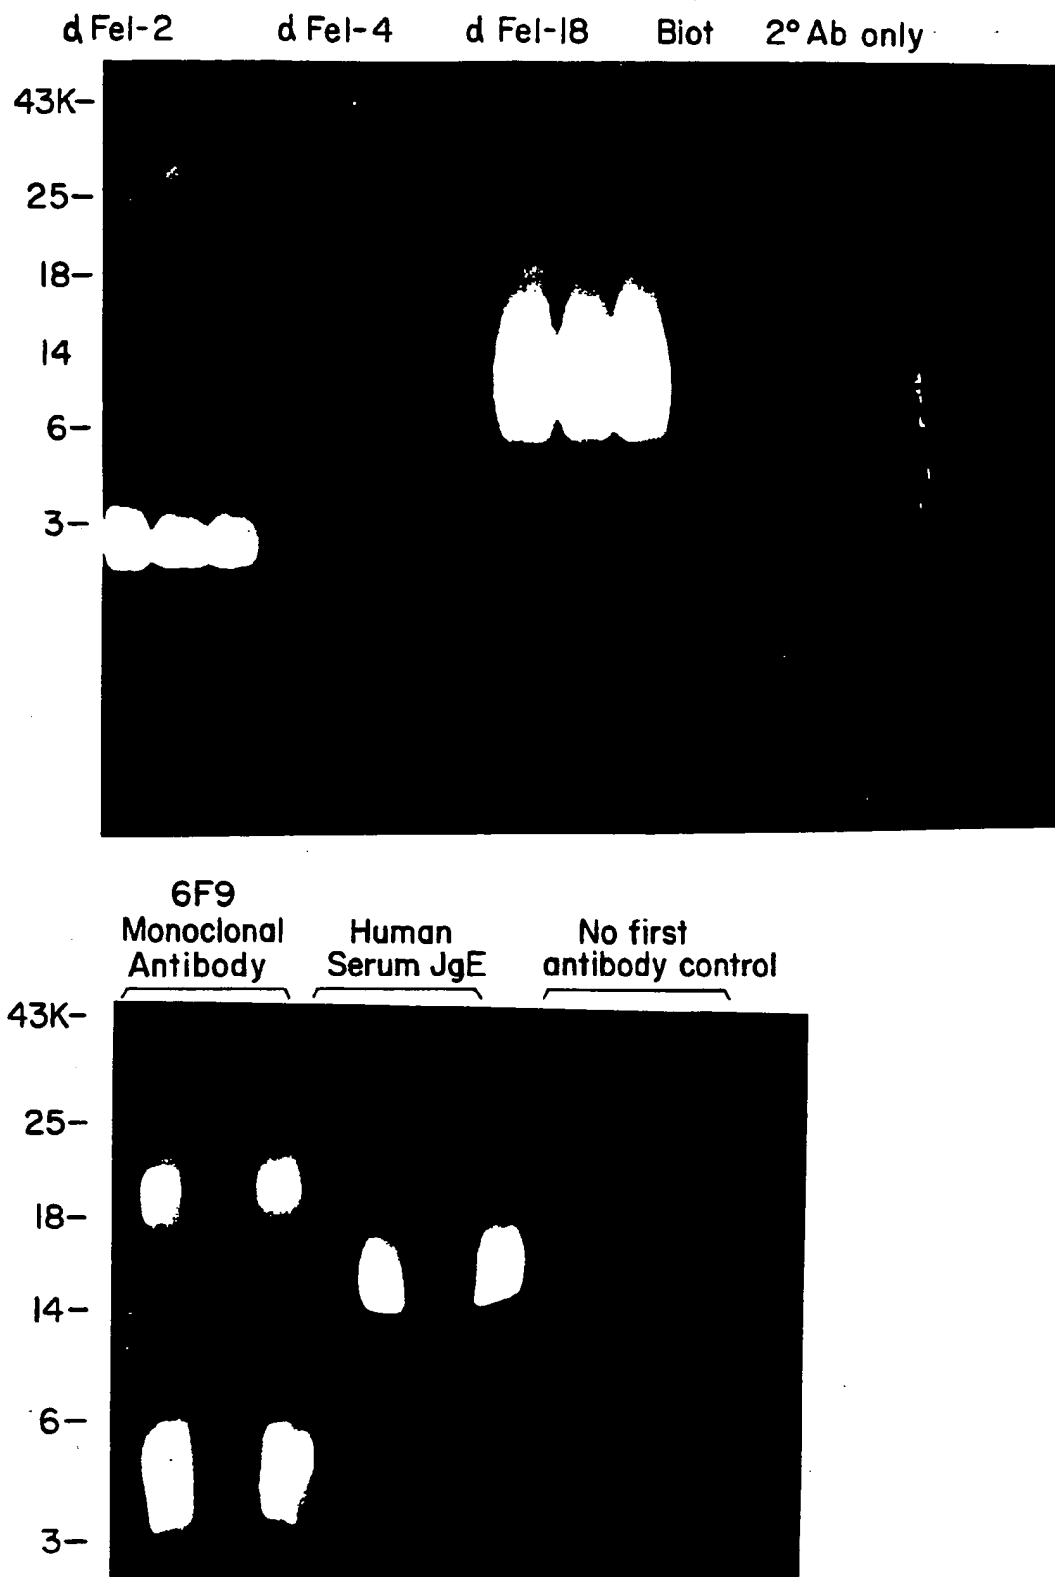 d Fel-2 d Fel-4 d Fel-18 Biot 2° Ab only
43K-
25-
18-
14
6-
3-
6F9
Monoclonal
Antibody
Human
Serum JgE
No first
antibody control
43K-
25-
18-
14-
6-
3-